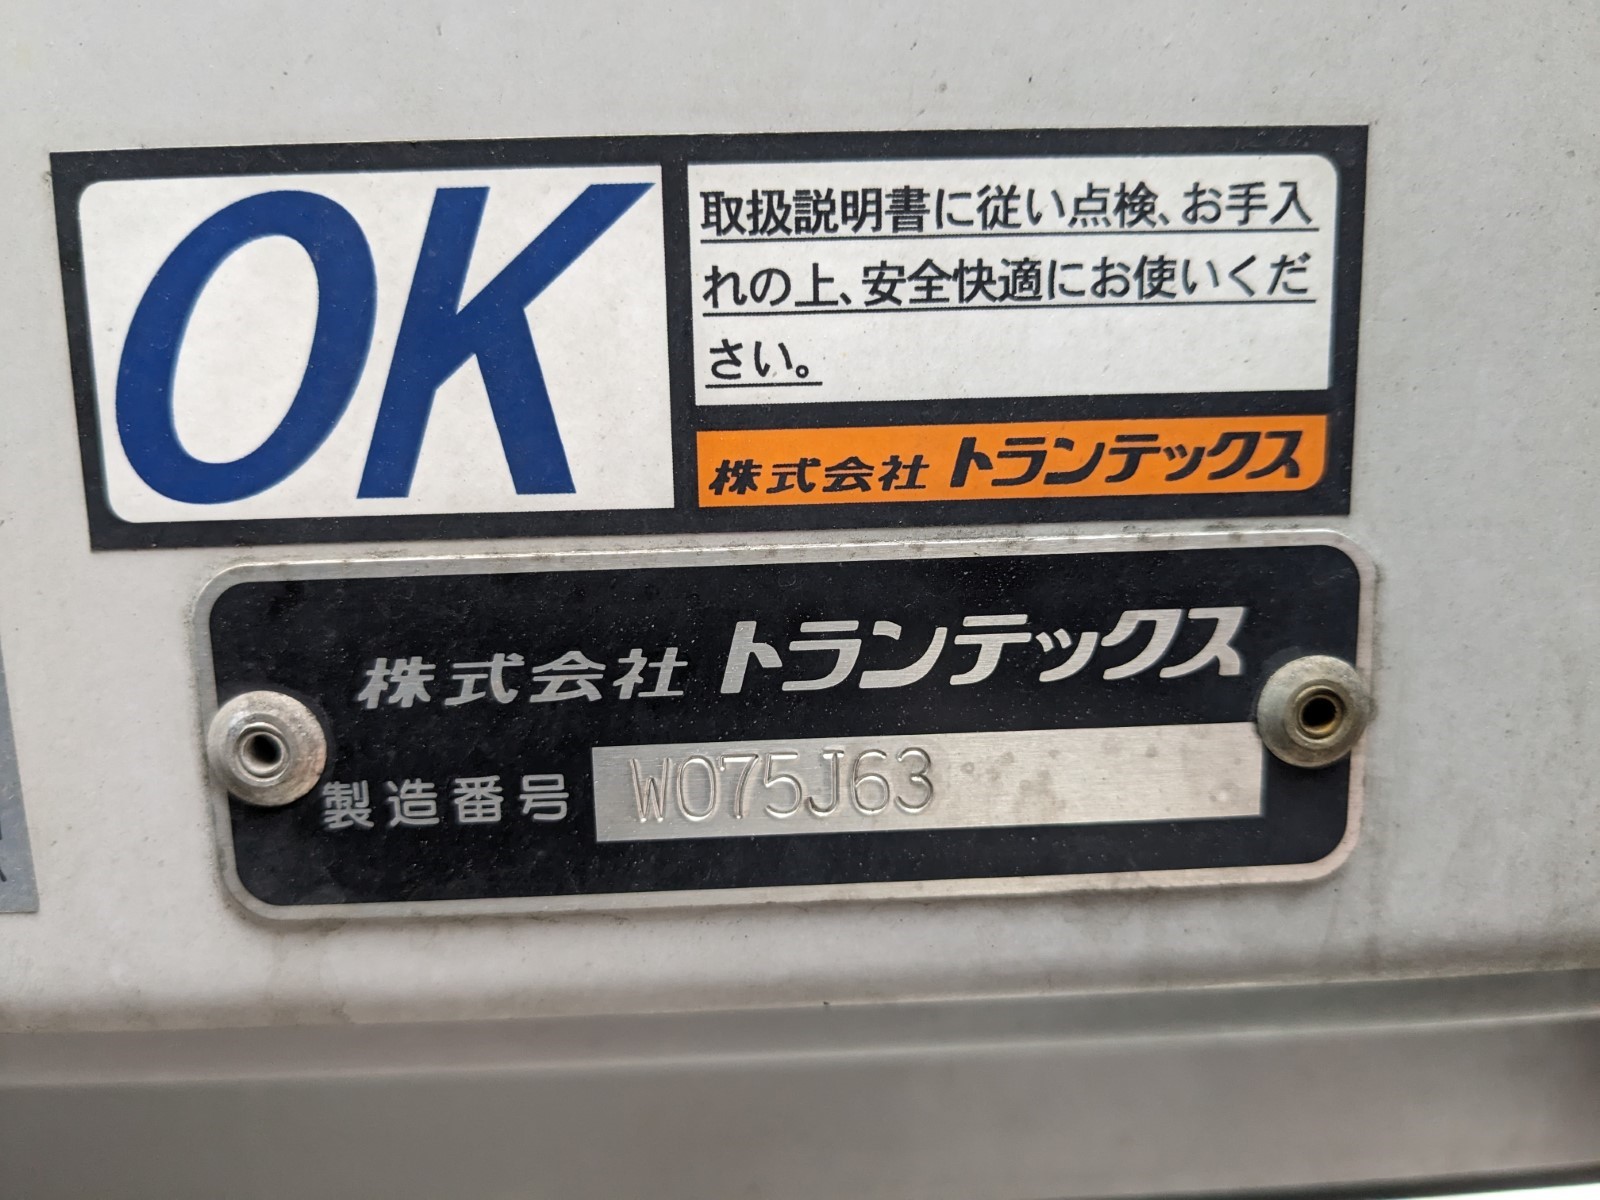 OK
取扱説明書に従い点検、お手入
れの上、安全快適にお使いくだ
さい。
株式会社トランテックス
株式会社トランテックス
製造番号 W075J63